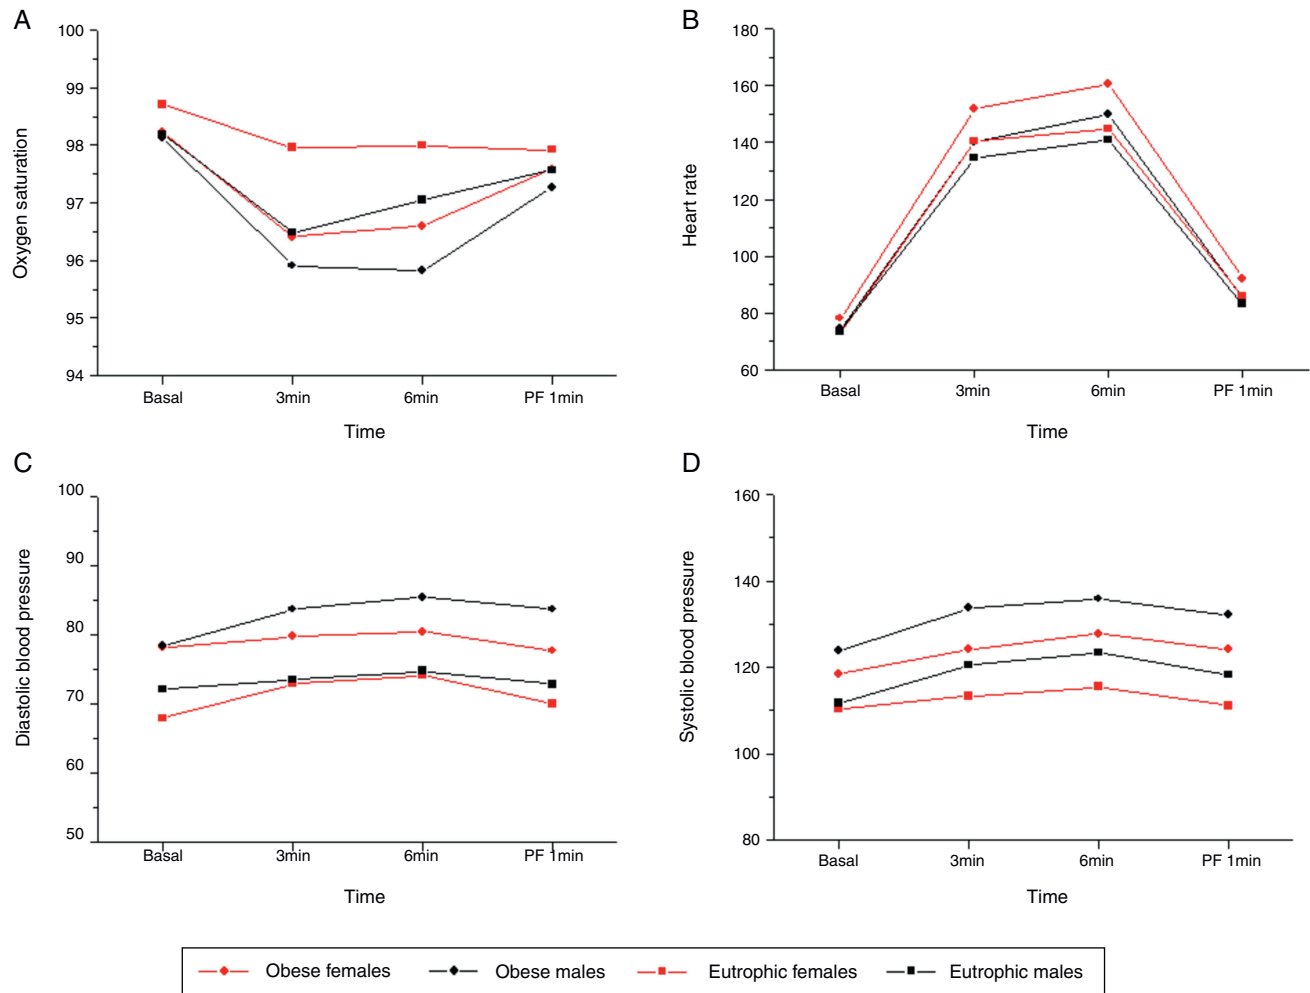 A
100
99
98
97
96
95
94
Oxygen saturation
Basal 3min 6min PF 1min
Time
B
180
160
140
120
100
80
60
Heart rate
Basal 3min 6min PF 1min
Time
C
100
90
80
70
60
50
Diastolic blood pressure
Basal 3min 6min PF 1min
Time
D
160
140
120
100
80
Systolic blood pressure
Basal 3min 6min PF 1min
Time
Obese females Obese males Eutrophic females Eutrophic males